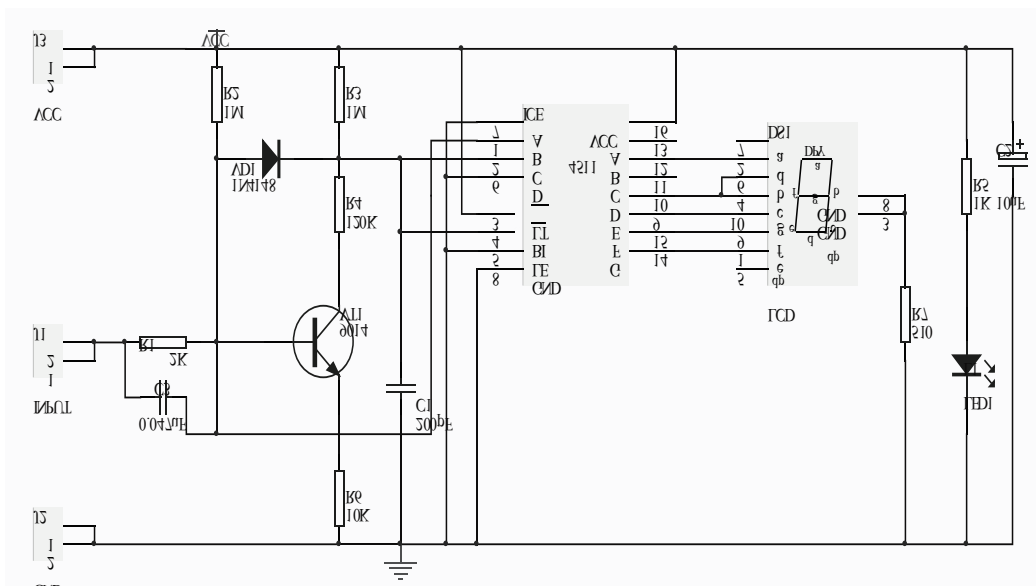 J3
1
2
VCC
VCC
R2
1M
R3
1M
VD1
1N4148
R4
120K
VT1
9014
J1
2
1
INPUT
R1
2K
C3
0.047uF
C1
200pF
R6
10K
J2
1
2
ICE
7
1
2
6
3
4
5
8
A
B
C
D
LT
BI
LE
GND
4511
VCC
A
B
C
D
E
F
G
16
13
12
11
10
9
15
14
DS1
7
2
6
4
10
9
1
5
a
d
b
c
g
f
e
dp
DPY
a
f
b
g
e
d
dp
GND
GND
8
3
LCD
R7
510
R5
1K
C2
+
10uF
LED1